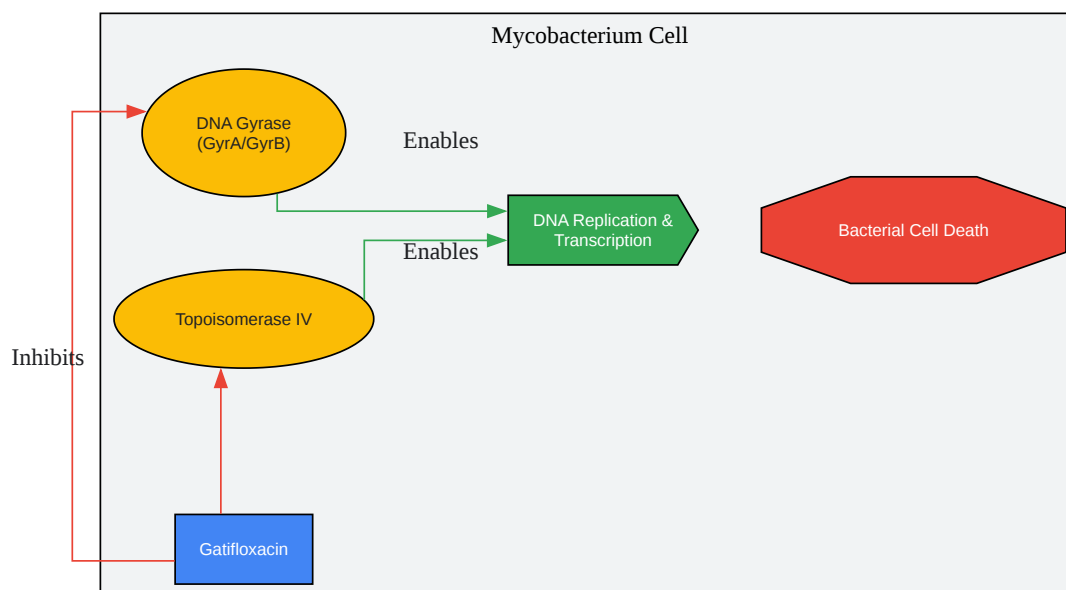 Mycobacterium Cell
DNA Gyrase
(GyrA/GyrB)
Enables
DNA Replication &
Transcription
Bacterial Cell Death
Enables
Topoisomerase IV
Inhibits
Gatifloxacin